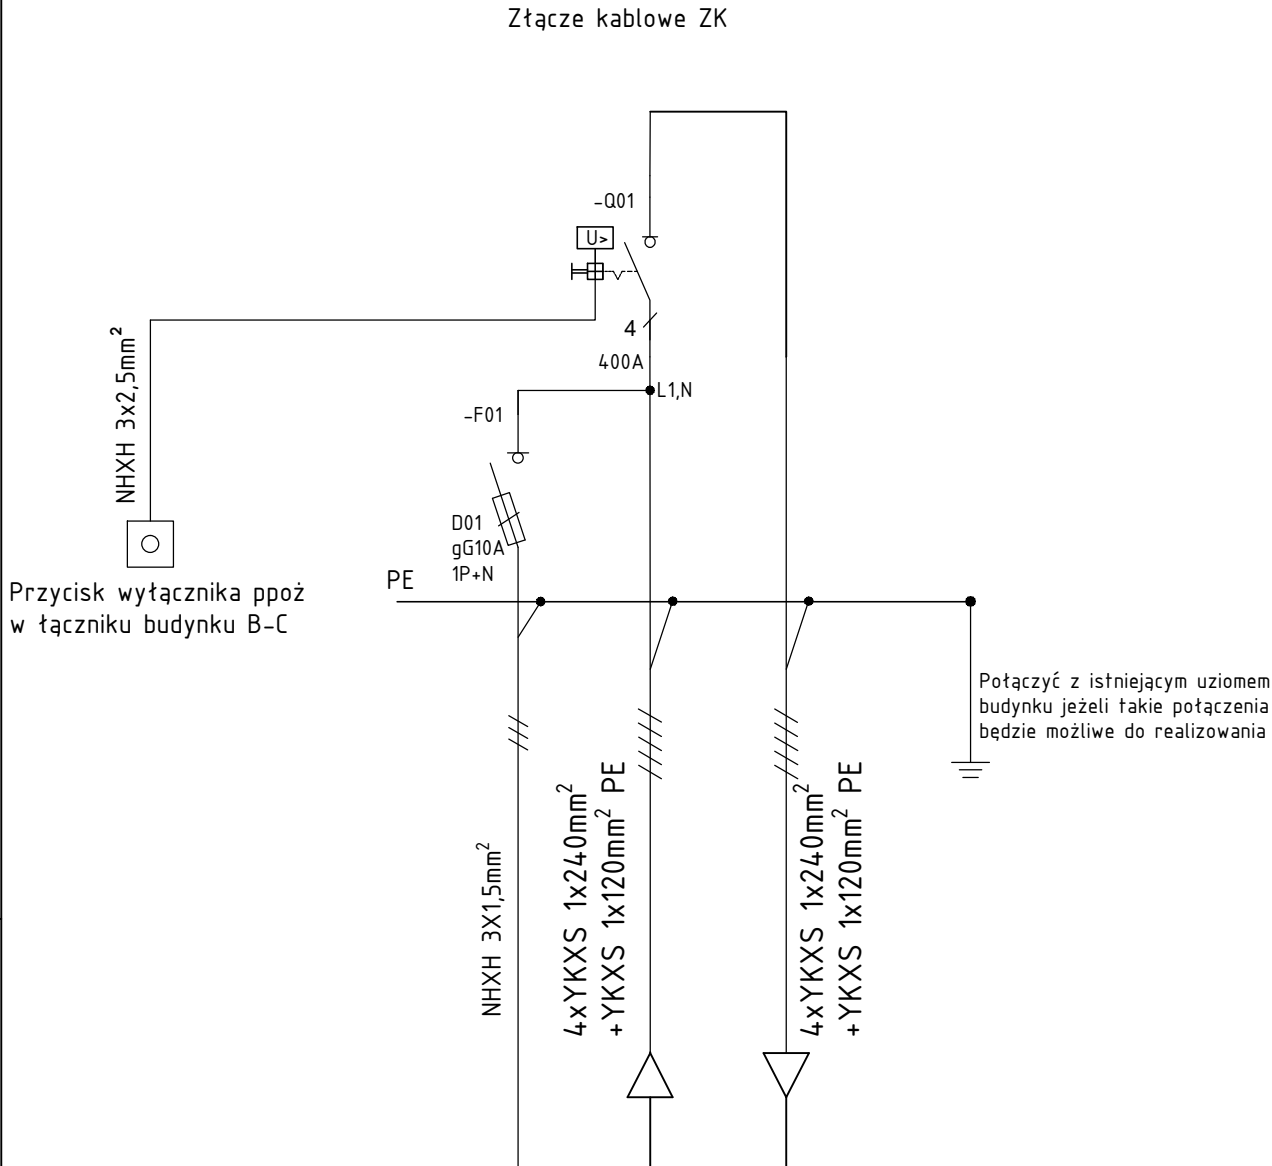 Złącze kablowe ZK
-Q01
U>
4
400A
L1,N
-F01
NHXH 3x2,5mm²
D01
gG10A
1P+N
PE
Przycisk wyłącznika ppoż
w łączniku budynku B-C
Połączyć z istniejącym uziomem
budynku jeżeli takie połączenia
będzie możliwe do realizowania
NHXH 3X1,5mm²
4xYKXS 1x240mm²
+YKXS 1x120mm² PE
4xYKXS 1x240mm²
+YKXS 1x120mm² PE